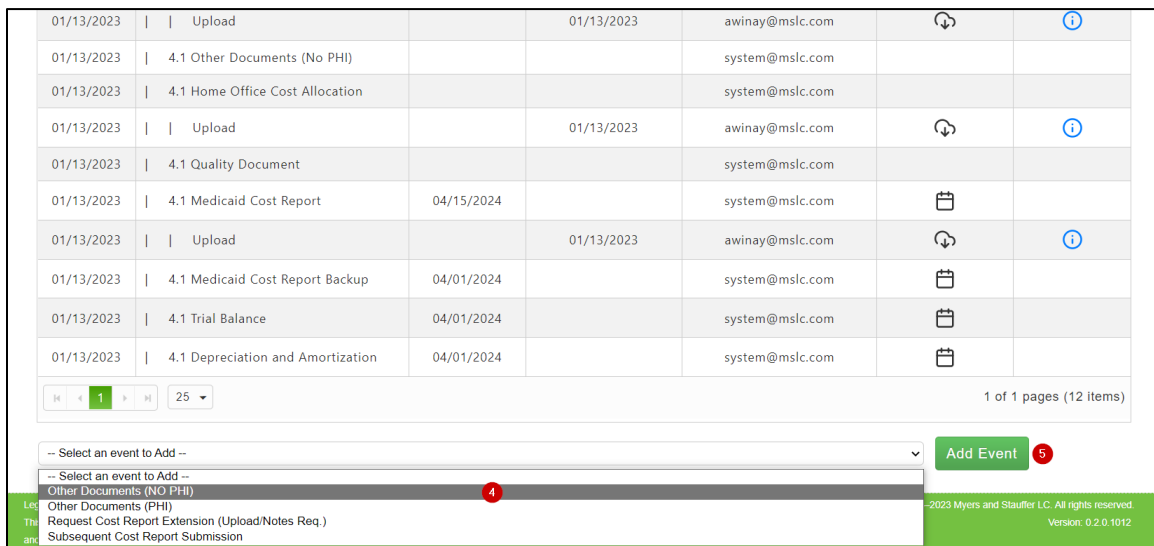 01/13/2023 | | Upload 01/13/2023 awinay@mslc.com
01/13/2023 | 4.1 Other Documents (No PHI) system@mslc.com
01/13/2023 | 4.1 Home Office Cost Allocation system@mslc.com
01/13/2023 | | Upload 01/13/2023 awinay@mslc.com
01/13/2023 | 4.1 Quality Document system@mslc.com
01/13/2023 | 4.1 Medicaid Cost Report 04/15/2024 system@mslc.com
01/13/2023 | | Upload 01/13/2023 awinay@mslc.com
01/13/2023 | 4.1 Medicaid Cost Report Backup 04/01/2024 system@mslc.com
01/13/2023 | 4.1 Trial Balance 04/01/2024 system@mslc.com
01/13/2023 | 4.1 Depreciation and Amortization 04/01/2024 system@mslc.com
1 25 1 of 1 pages (12 items)
-- Select an event to Add -- Add Event 5
-- Select an event to Add --
Other Documents (NO PHI) 4
Other Documents (PHI)
Request Cost Report Extension (Upload/Notes Req.)
Subsequent Cost Report Submission
–2023 Myers and Stauffer LC. All rights reserved.
Version: 0.2.0.1012